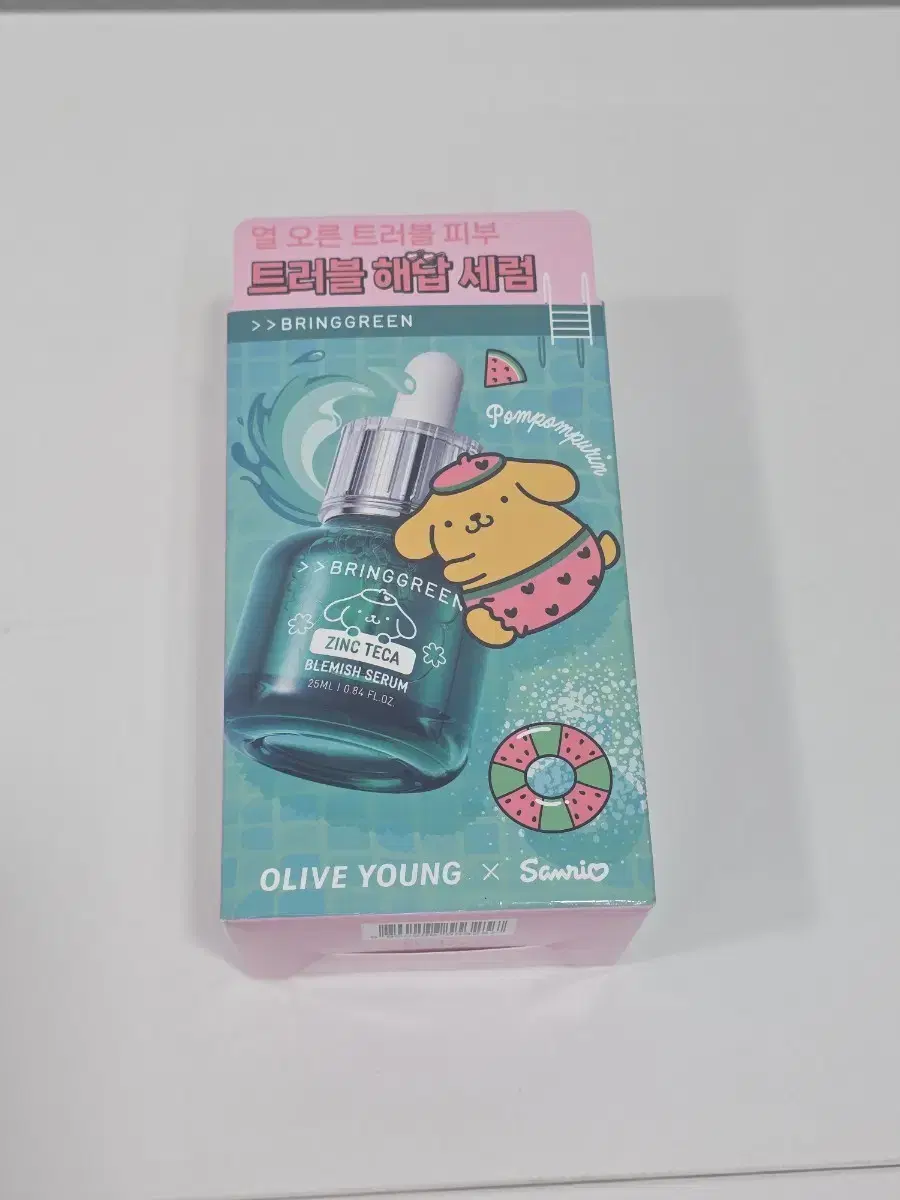 열 오른 트러블 피부
트러블 해답 세럼
>>BRINGGREEN
Pompompurin
>>BRINGGREEN
ZINC TECA
BLEMISH SERUM
25ML | 0.84 FL.OZ.
OLIVE YOUNG × Sanrio